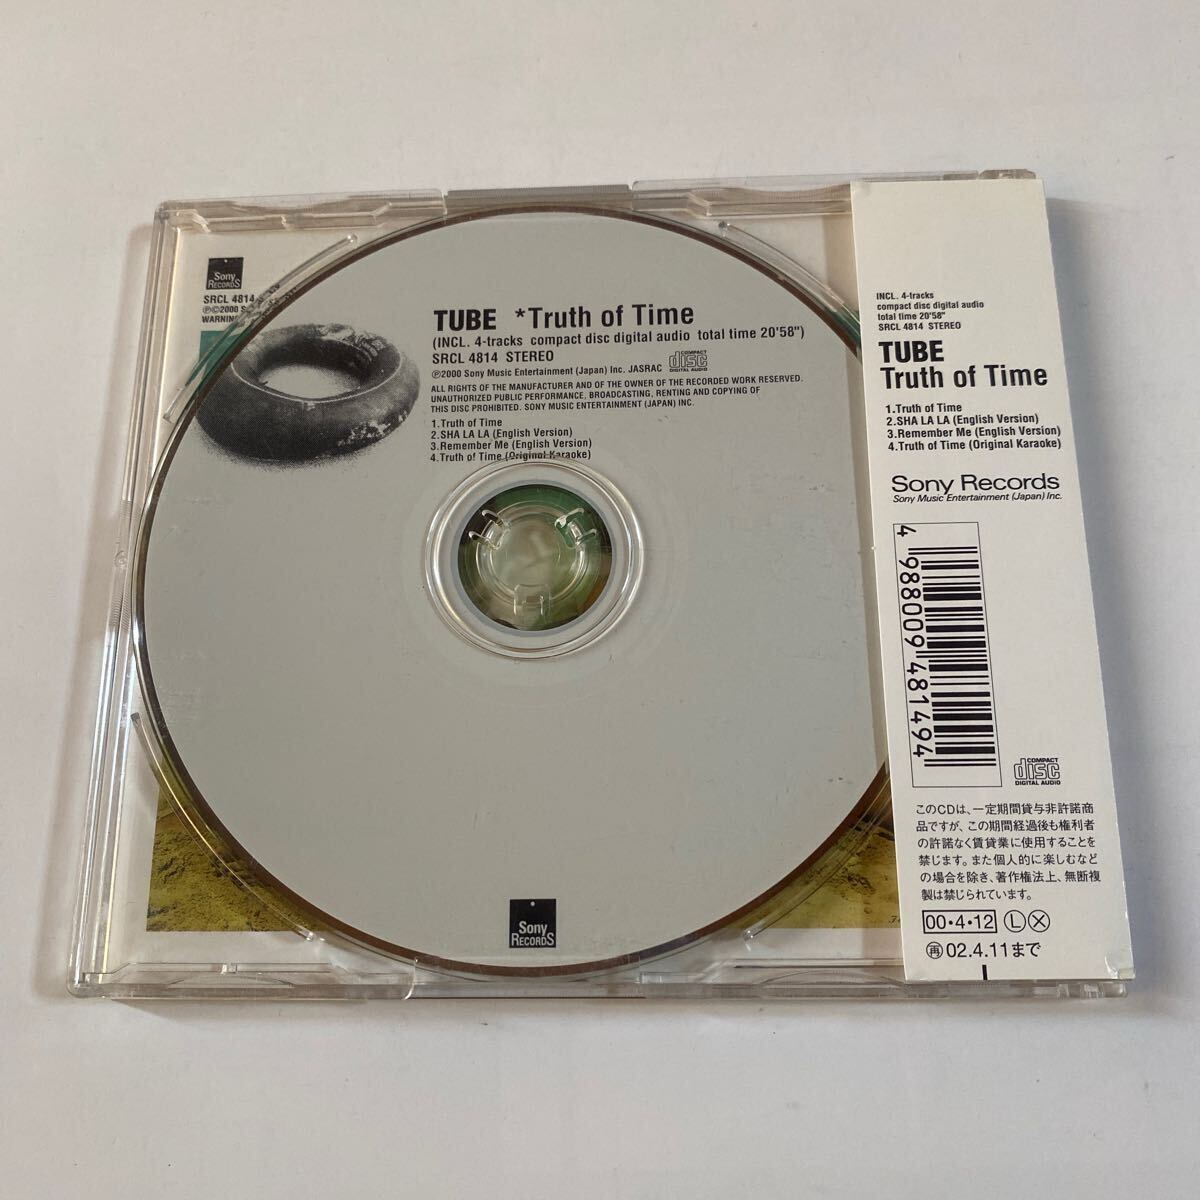 Sony
RECORDS
SRCL 4814
℗©2000 S
WARNIN
TUBE *Truth of Time
(INCL. 4-tracks compact disc digital audio total time 20'58")
SRCL 4814 STEREO
℗2000 Sony Music Entertainment (Japan) Inc. JASRAC
COMPACT
disc
DIGITAL AUDIO
ALL RIGHTS OF THE MANUFACTURER AND OF THE OWNER OF THE RECORDED WORK RESERVED.
UNAUTHORIZED PUBLIC PERFORMANCE, BROADCASTING, RENTING AND COPYING OF
THIS DISC PROHIBITED. SONY MUSIC ENTERTAINMENT (JAPAN) INC.
1.Truth of Time
2.SHA LA LA (English Version)
3.Remember Me (English Version)
4.Truth of Time (Original Karaoke)
Sony
RECORDS
INCL. 4-tracks
compact disc digital audio
total time 20'58"
SRCL 4814 STEREO
TUBE
Truth of Time
1.Truth of Time
2.SHA LA LA (English Version)
3.Remember Me (English Version)
4.Truth of Time (Original Karaoke)
Sony Records
Sony Music Entertainment (Japan) Inc.
4 988009 481494
COMPACT
disc
DIGITAL AUDIO
このCDは、一定期間貸与非許諾商
品ですが、この期間経過後も権利者
の許諾なく賃貸業に使用することを
禁じます。また個人的に楽しむなど
の場合を除き、著作権法上、無断複
製は禁じられています。
00・4・12 Ⓛ Ⓧ
㊢02.4.11まで